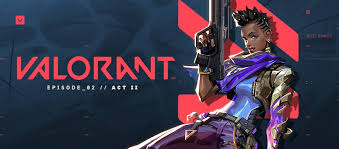 VALORANT
EPISODE_02 // ACT II